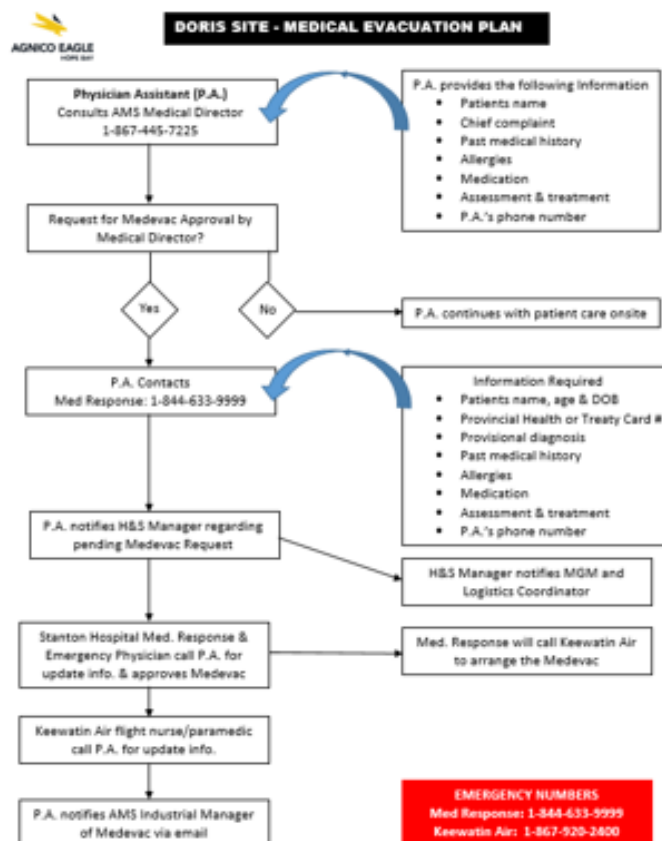 AGNICO EAGLE
HOPE BAY
DORIS SITE - MEDICAL EVACUATION PLAN
Physician Assistant (P.A.)
Consults AMS Medical Director
1-867-445-7225
P.A. provides the following Information
• Patients name
• Chief complaint
• Past medical history
• Allergies
• Medication
• Assessment & treatment
• P.A.'s phone number
Request for Medevac Approval by
Medical Director?
Yes
No
P.A. continues with patient care onsite
P.A. Contacts
Med Response: 1-844-633-9999
Information Required
• Patients name, age & DOB
• Provincial Health or Treaty Card #
• Provisional diagnosis
• Past medical history
• Allergies
• Medication
• Assessment & treatment
• P.A.'s phone number
P.A. notifies H&S Manager regarding
pending Medevac Request
H&S Manager notifies MGM and
Logistics Coordinator
Stanton Hospital Med. Response &
Emergency Physician call P.A. for
update info. & approves Medevac
Med. Response will call Keewatin Air
to arrange the Medevac
Keewatin Air flight nurse/paramedic
call P.A. for update info.
P.A. notifies AMS Industrial Manager
of Medevac via email
EMERGENCY NUMBERS
Med Response: 1-844-633-9999
Keewatin Air: 1-867-920-2400